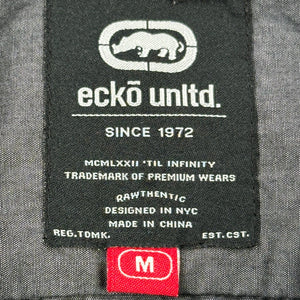 eckō unltd.
SINCE 1972
MCMLXXII 'TIL INFINITY
TRADEMARK OF PREMIUM WEARS
RAWTHENTIC
DESIGNED IN NYC
MADE IN CHINA
REG.TDMK. EST.CST.
M